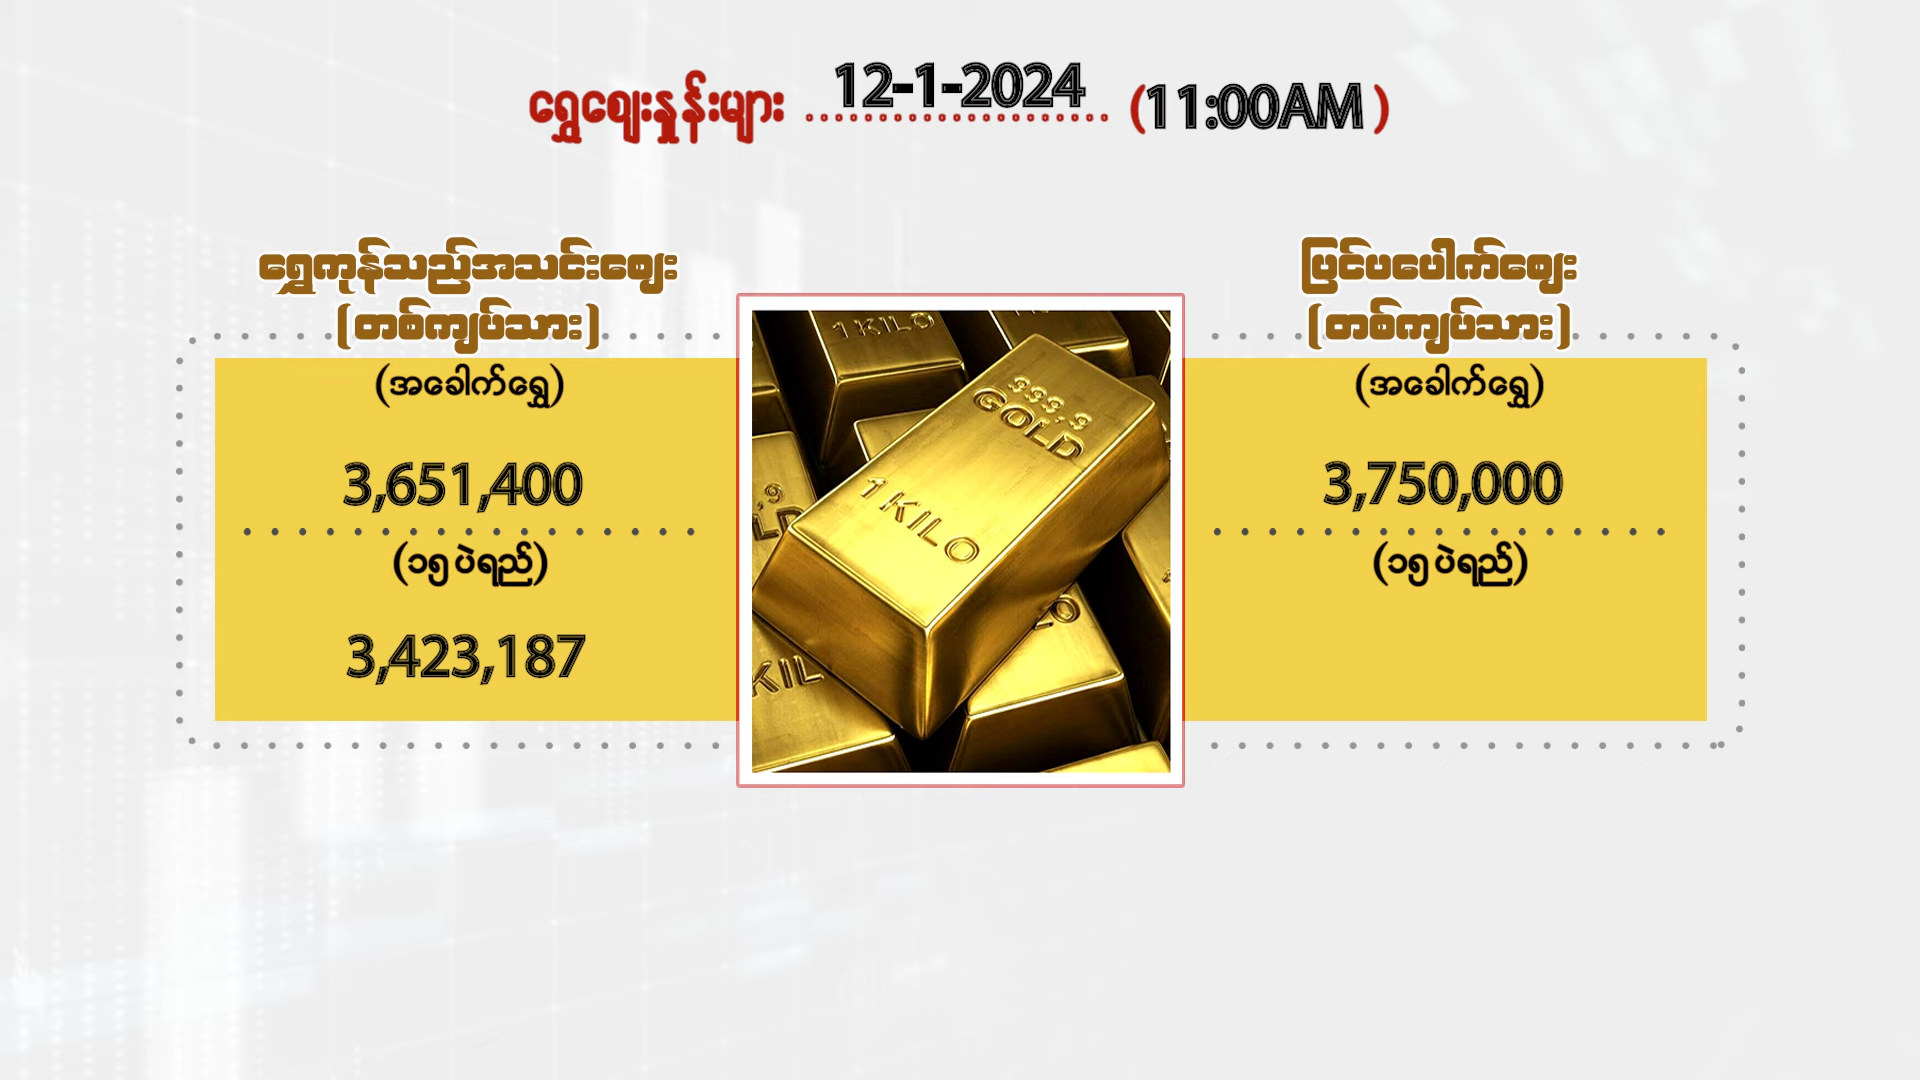 ရွှေဈေးနှုန်းများ 12-1-2024 (11:00AM)
ရွှေကုန်သည်အသင်းဈေး
(တစ်ကျပ်သား)
(အခေါက်ရွှေ)
3,651,400
(၁၅ ပဲရည်)
3,423,187
1 KILO
999.9
GOLD
1 KILO
KIL
ပြင်ပပေါက်ဈေး
(တစ်ကျပ်သား)
(အခေါက်ရွှေ)
3,750,000
(၁၅ ပဲရည်)